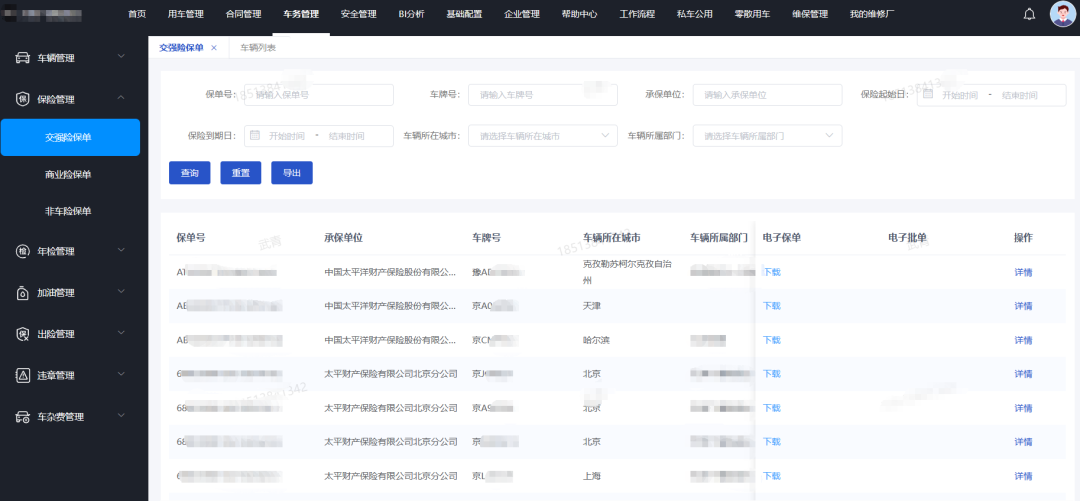 首页 用车管理 合同管理 车务管理 安全管理 BI分析 基础配置 企业管理 帮助中心 工作流程 私车公用 零散用车 维保管理 我的维修厂
交强险保单 × 车辆列表
车辆管理
保险管理
交强险保单
商业险保单
非车险保单
年检管理
加油管理
出险管理
违章管理
车杂费管理
保单号: 请输入保单号 车牌号: 请输入车牌号 承保单位: 请输入承保单位 保险起始日: 开始时间 - 结束时间
保险到期日: 开始时间 - 结束时间 车辆所在城市: 请选择车辆所在城市 车辆所属部门: 请选择车辆所属部门
查询 重置 导出
保单号 承保单位 车牌号 车辆所在城市 车辆所属部门 电子保单 电子批单 操作
中国太平洋财产保险股份有限公... 豫A 克孜勒苏柯尔克孜自治州 下载 详情
中国太平洋财产保险股份有限公... 京A0 天津 下载 详情
中国太平洋财产保险股份有限公... 京C 哈尔滨 下载 详情
6 太平财产保险有限公司北京分公司 京J 北京 下载 详情
68 太平财产保险有限公司北京分公司 京A9 北京 下载 详情
68 太平财产保险有限公司北京分公司 京 北京 下载 详情
6 太平财产保险有限公司北京分公司 京L 上海 下载 详情